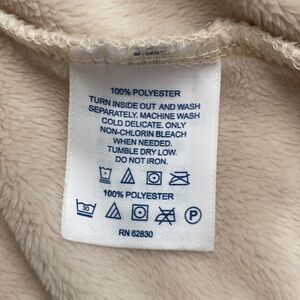 100% POLYESTER
TURN INSIDE OUT AND WASH
SEPARATELY. MACHINE WASH
COLD DELICATE. ONLY
NON-CHLORIN BLEACH
WHEN NEEDED.
TUMBLE DRY LOW.
DO NOT IRON.
100% POLYESTER
30 P
RN 62830